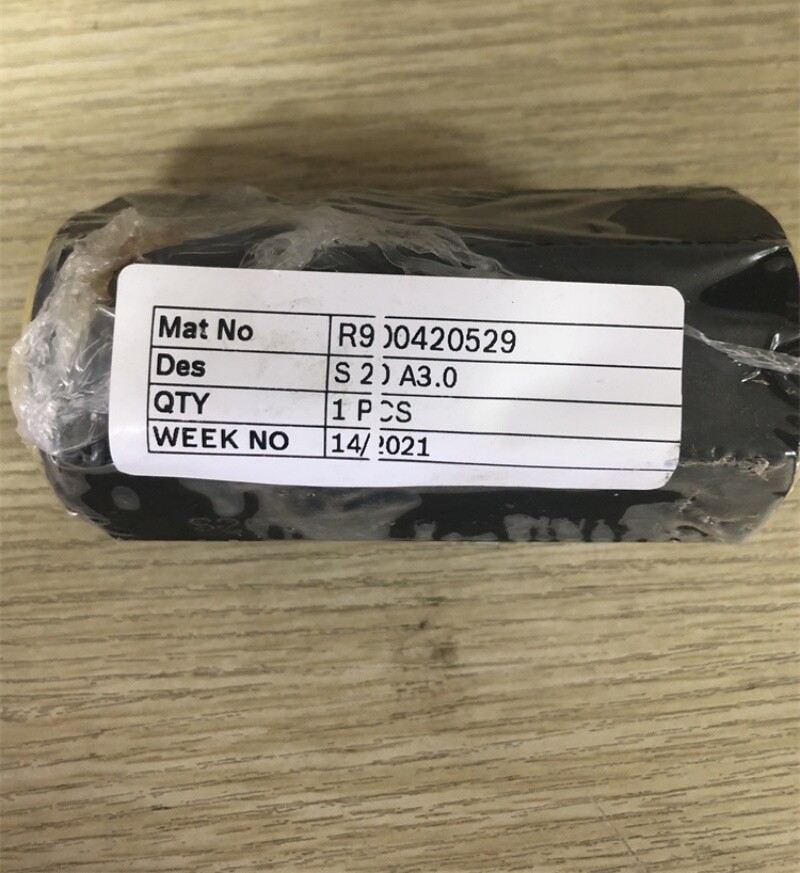 Mat No R900420529
Des S 20 A3.0
QTY 1 PCS
WEEK NO 14/2021